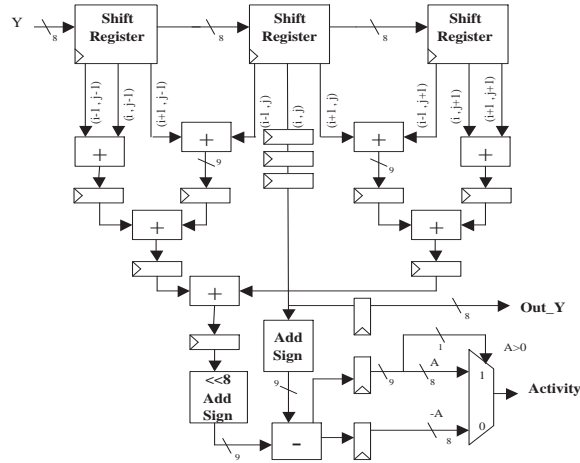 Y
8
Shift
Register
8
Shift
Register
8
Shift
Register
(i-1, j-1)
(i, j-1)
(i+1, j-1)
(i-1, j)
(i, j)
(i+1, j)
(i-1, j+1)
(i, j+1)
(i+1, j+1)
+
+
+
+
9
9
+
+
+
Out_Y
8
Add
Sign
<<8
Add
Sign
9
9
-
9
8
A
1
A>0
1
0
Activity
-A
8